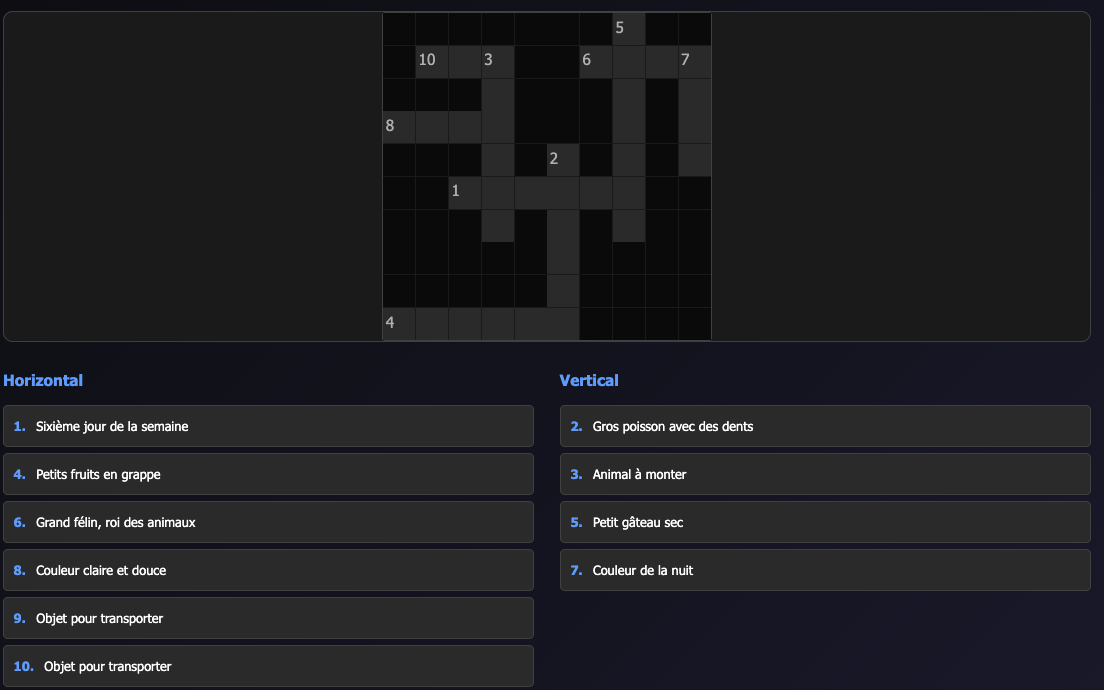 5
10 3 6 7
8
2
1
4
Horizontal
Vertical
1. Sixième jour de la semaine
4. Petits fruits en grappe
6. Grand félin, roi des animaux
8. Couleur claire et douce
9. Objet pour transporter
10. Objet pour transporter
2. Gros poisson avec des dents
3. Animal à monter
5. Petit gâteau sec
7. Couleur de la nuit